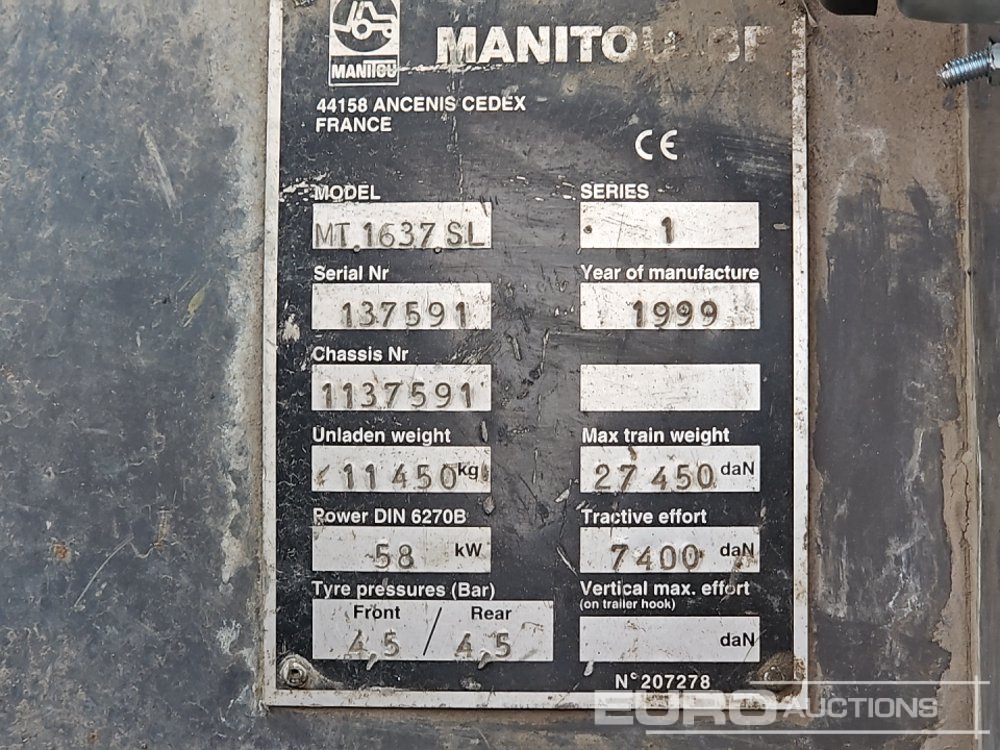 MANITOU
MANITOU BF
44158 ANCENIS CEDEX
FRANCE
CE
MODEL
MT 1637 SL
SERIES
1
Serial Nr
137591
Year of manufacture
1999
Chassis Nr
1137591
Unladen weight
11 450 kg
Max train weight
27 450 daN
Power DIN 6270B
58 kW
Tractive effort
7400 daN
Tyre pressures (Bar)
Front / Rear
4,5 4,5
Vertical max. effort
(on trailer hook)
daN
N° 207278
EURO AUCTIONS